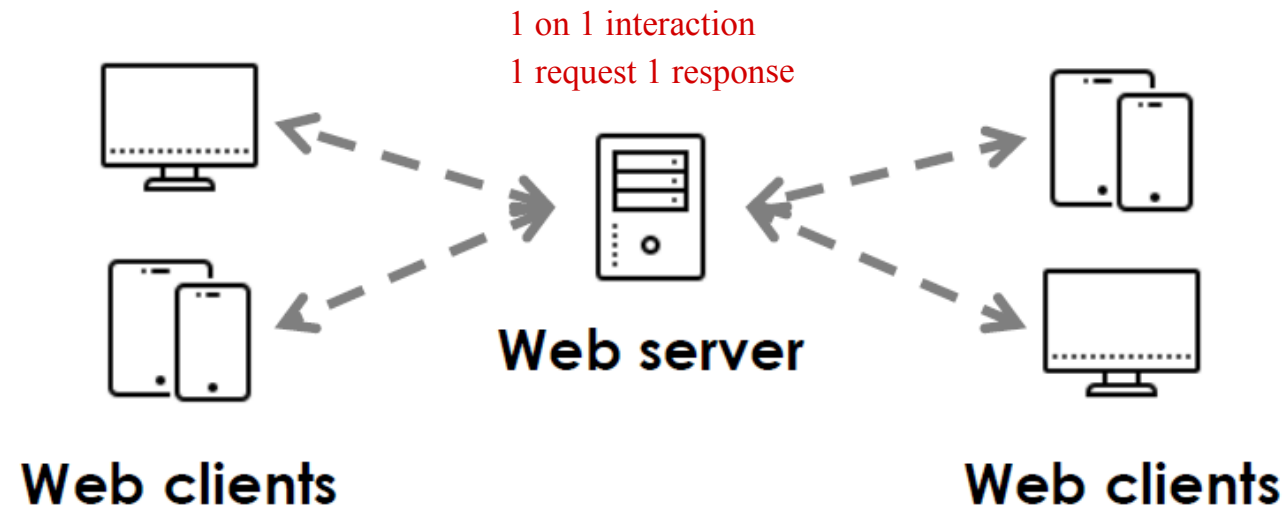 1 on 1 interaction
1 request 1 response
Web server
Web clients
Web clients